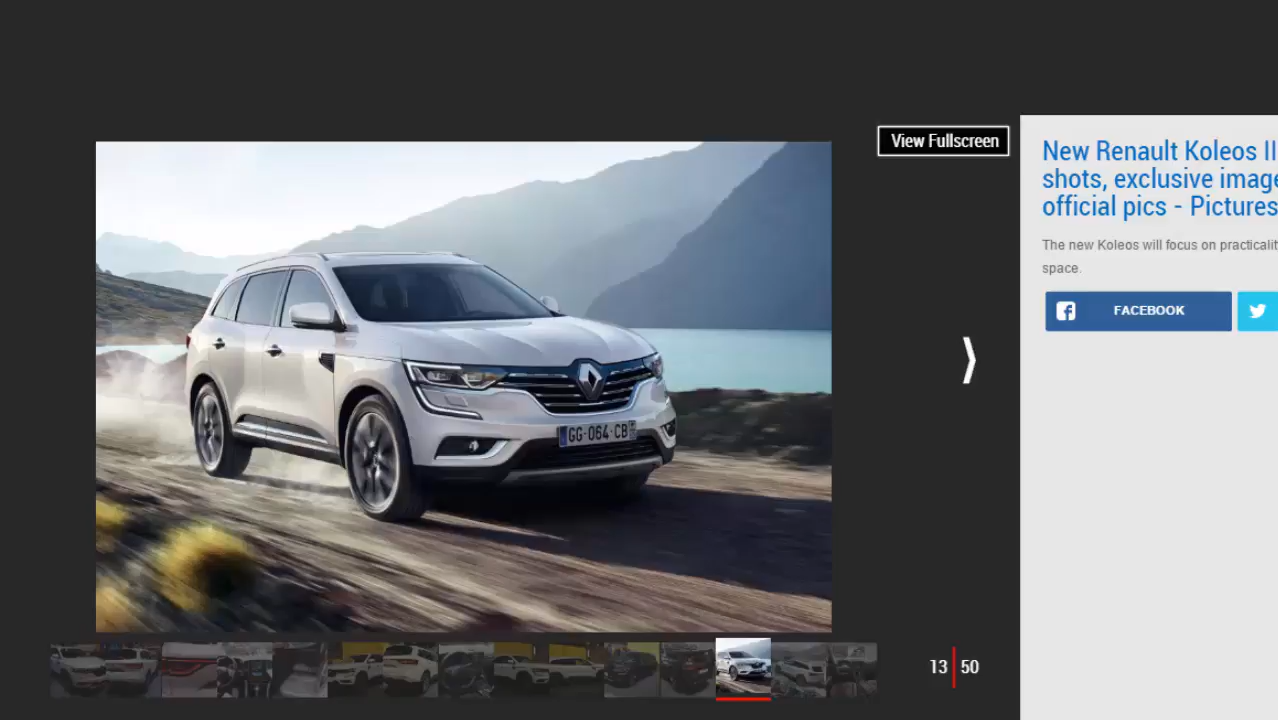 View Fullscreen
New Renault Koleos II
shots, exclusive image
official pics - Pictures
The new Koleos will focus on practicalit
space.
FACEBOOK
GG-064-CB
13 50